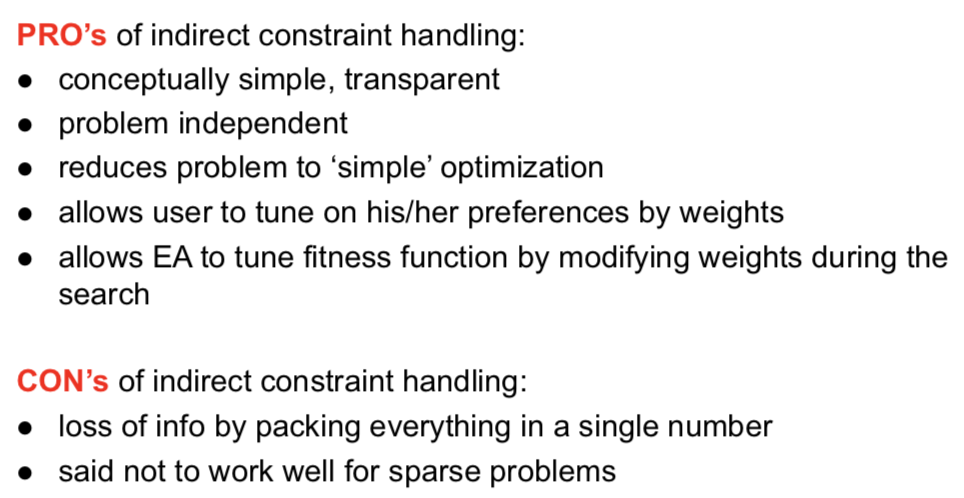 PRO's of indirect constraint handling:
● conceptually simple, transparent
● problem independent
● reduces problem to ‘simple’ optimization
● allows user to tune on his/her preferences by weights
● allows EA to tune fitness function by modifying weights during the
search
CON’s of indirect constraint handling:
● loss of info by packing everything in a single number
● said not to work well for sparse problems